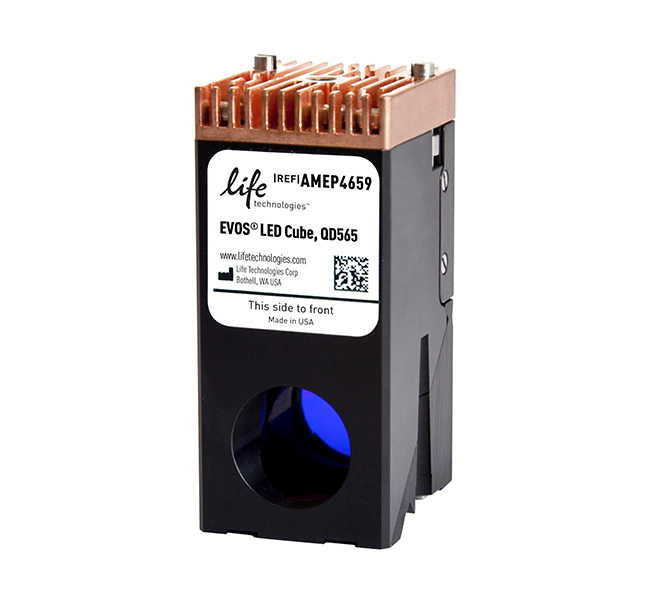 life
technologies™
|REF|AMEP4659
EVOS® LED Cube, QD565
www.lifetechnologies.com
Life Technologies Corp
Bothell, WA USA
This side to front
Made in USA